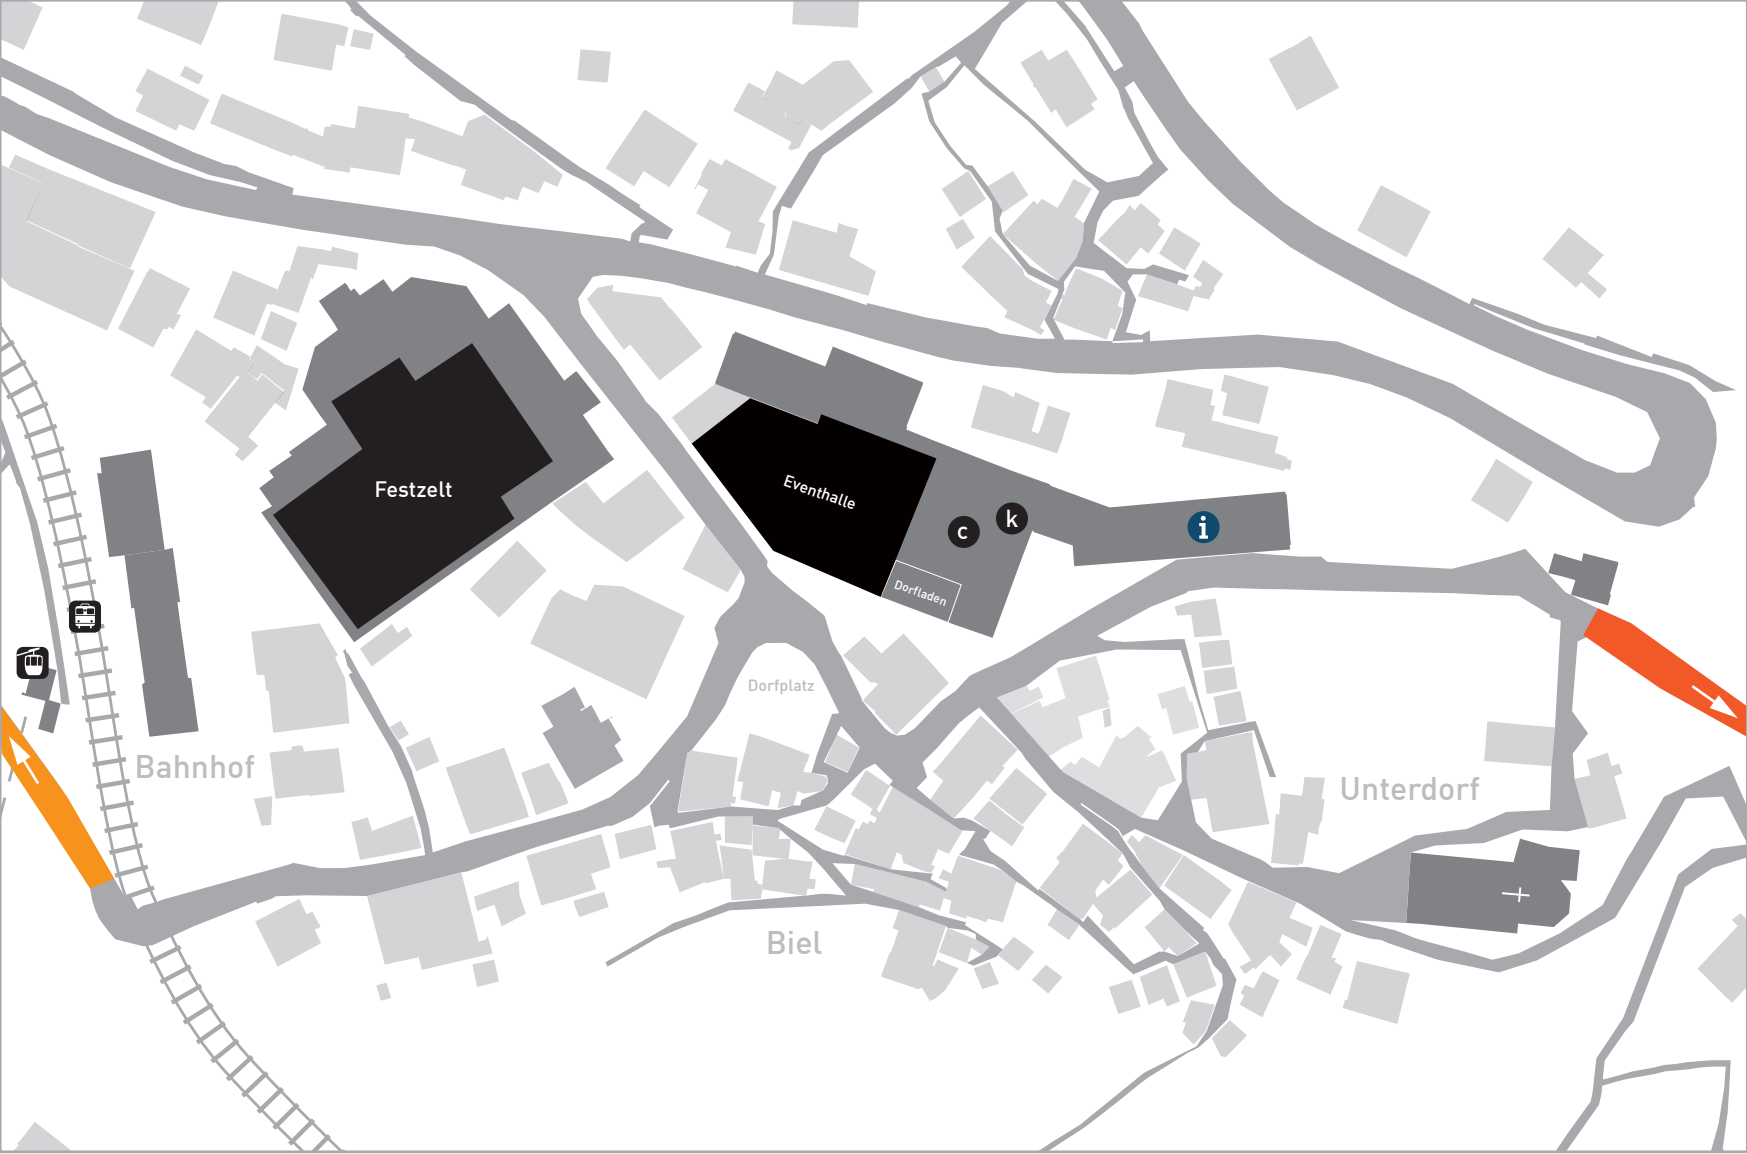 Festzelt
Eventhalle
c
k
i
Dorfladen
Dorfplatz
Bahnhof
Unterdorf
Biel